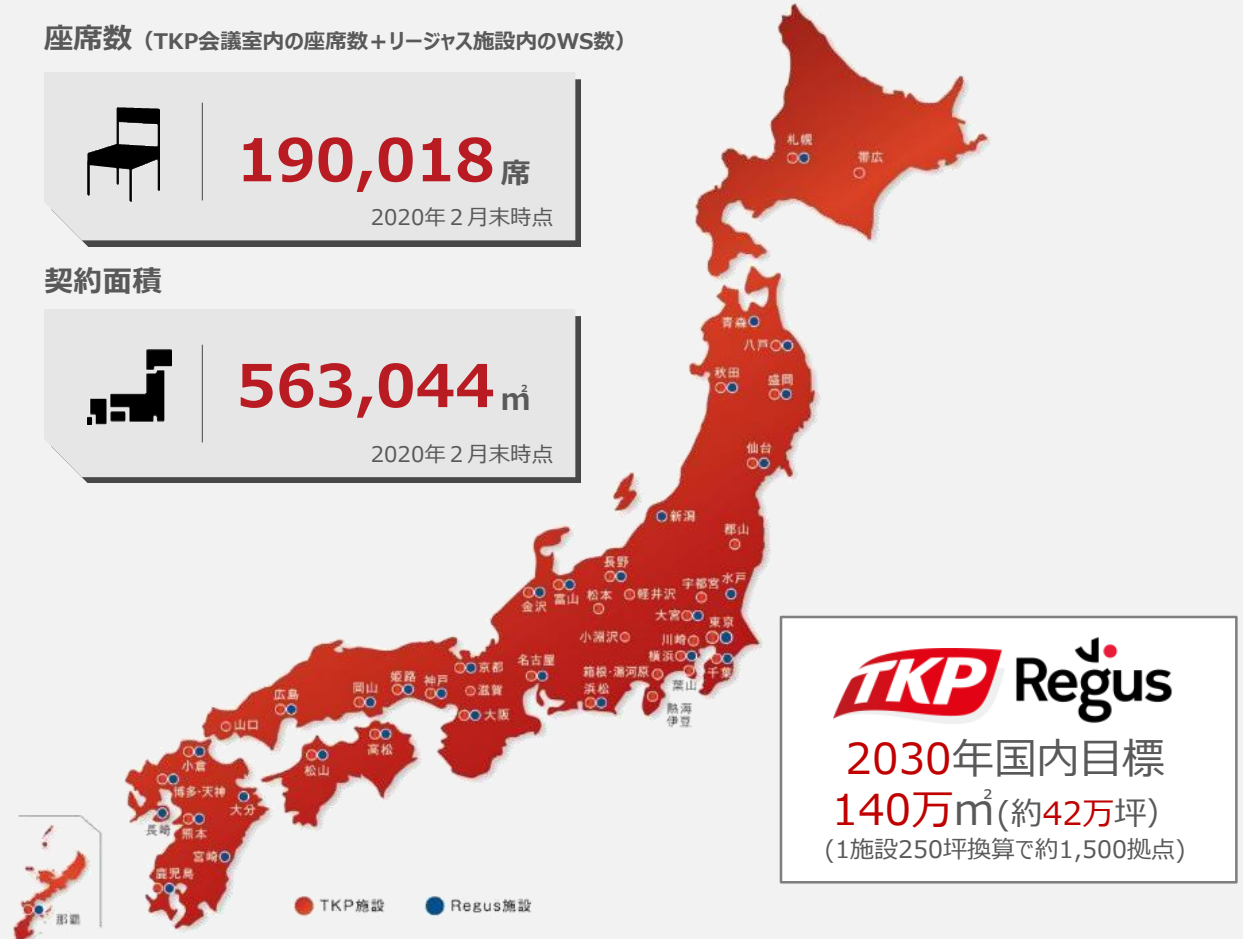 座席数（TKP会議室内の座席数+リージャス施設内のWS数）
190,018席
2020年２月末時点
契約面積
563,044㎡
2020年２月末時点
札幌
帯広
青森
八戸
秋田
盛岡
仙台
新潟
郡山
長野
宇都宮
水戸
金沢
富山
松本
軽井沢
大宮
東京
小淵沢
川崎
横浜
千葉
箱根・湯河原
葉山
名古屋
浜松
熱海
伊豆
京都
滋賀
大阪
姫路
神戸
岡山
広島
山口
高松
松山
小倉
博多・天神
大分
長崎
熊本
宮崎
鹿児島
那覇
TKP施設
Regus施設
TKP Regus
2030年国内目標
140万㎡(約42万坪）
(1施設250坪換算で約1,500拠点)